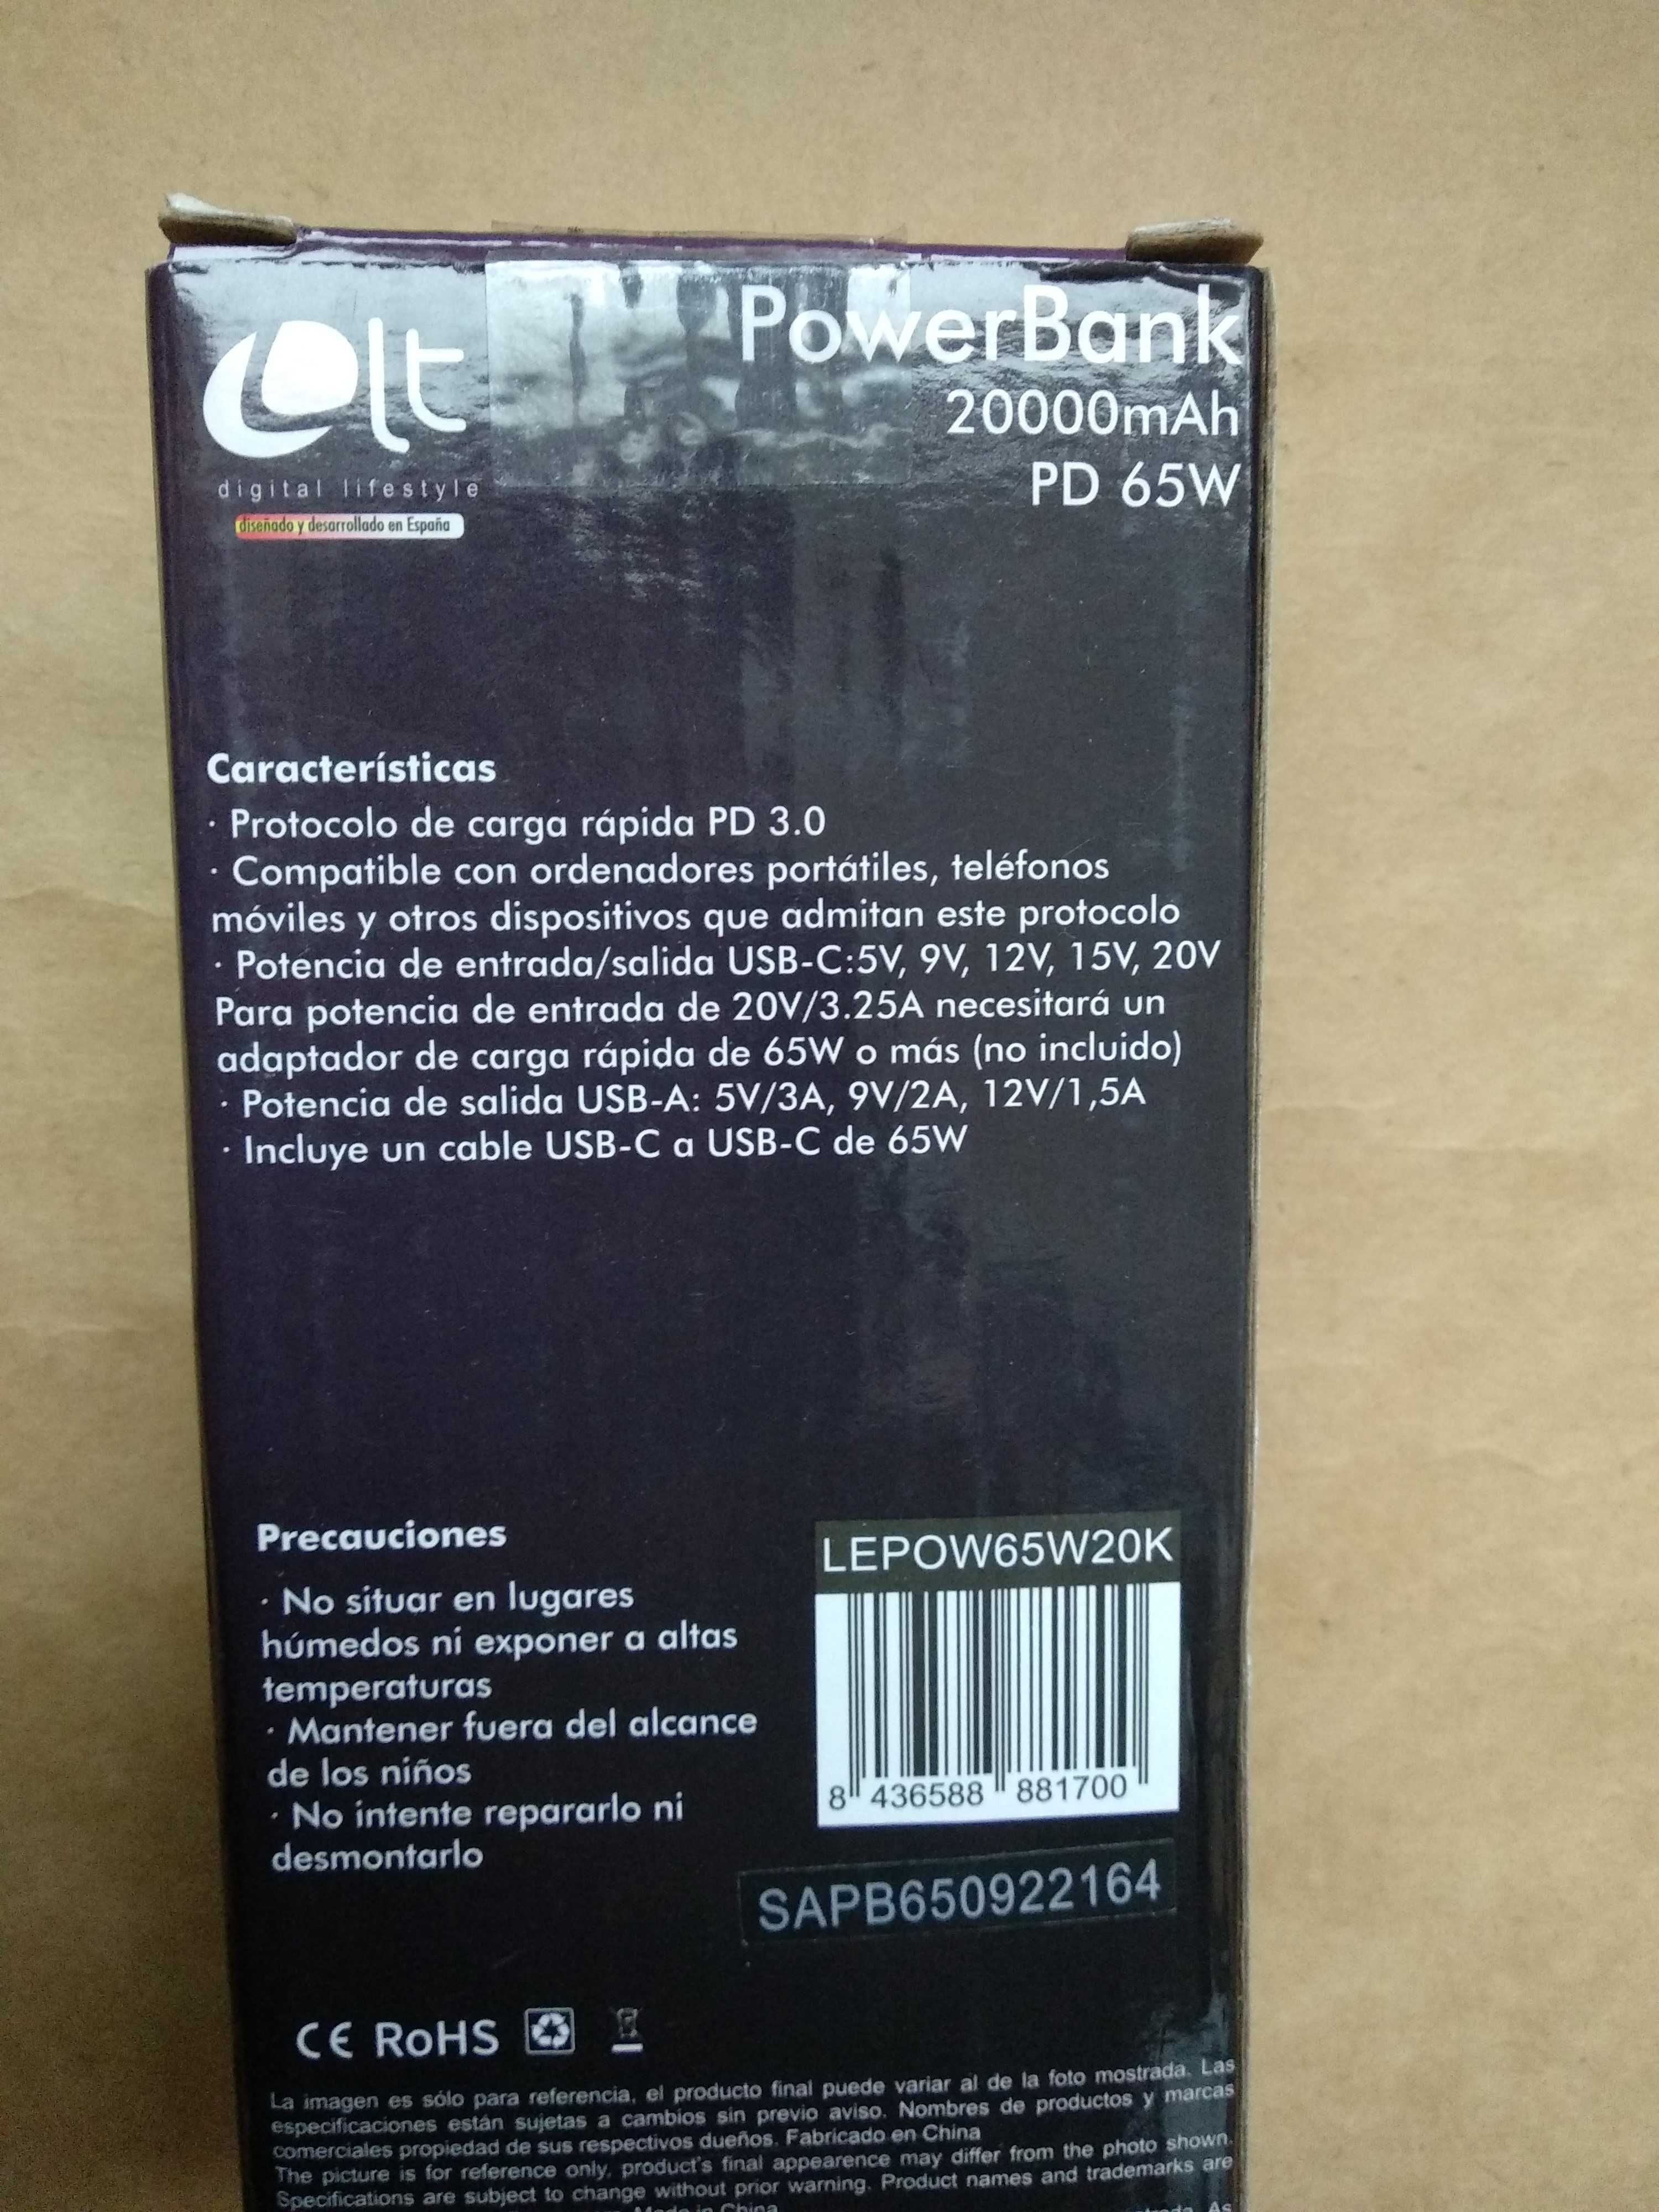 Olt
digital lifestyle
diseñado y desarrollado en España
PowerBank
20000mAh
PD 65W
Características
· Protocolo de carga rápida PD 3.0
· Compatible con ordenadores portátiles, teléfonos
móviles y otros dispositivos que admitan este protocolo
· Potencia de entrada/salida USB-C:5V, 9V, 12V, 15V, 20V
Para potencia de entrada de 20V/3.25A necesitará un
adaptador de carga rápida de 65W o más (no incluido)
· Potencia de salida USB-A: 5V/3A, 9V/2A, 12V/1,5A
· Incluye un cable USB-C a USB-C de 65W
Precauciones
· No situar en lugares
húmedos ni exponer a altas
temperaturas
· Mantener fuera del alcance
de los niños
· No intente repararlo ni
desmontarlo
LEPOW65W20K
8 436588 881700
SAPB650922164
CE RoHS
La imagen es sólo para referencia, el producto final puede variar al de la foto mostrada. Las
especificaciones están sujetas a cambios sin previo aviso. Nombres de productos y marcas
comerciales propiedad de sus respectivos dueños. Fabricado en China
The picture is for reference only, product's final appearence may differ from the photo shown.
Specifications are subject to change without prior warning. Product names and trademarks are
Made in China
As